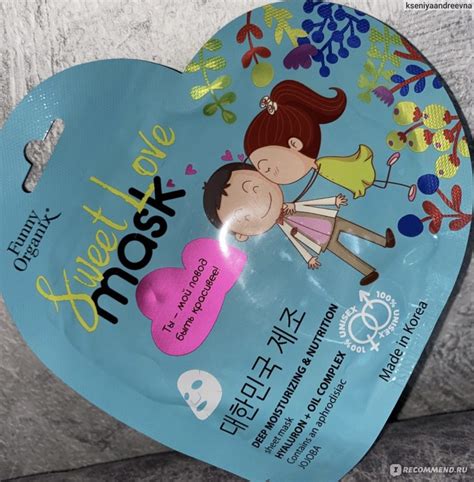 kseniyaandreevna
Funny
Organix
Sweet Love
mask
Ты – мой повод
быть красивее!
대한민국 제조
DEEP MOISTURIZING & NUTRITION
sheet mask
HYALURON + OIL COMPLEX
Contains an aphrodisiac
JOJOBA
100% UNISEX
100% UNISEX
Made in Korea
RECOMMEND.RU